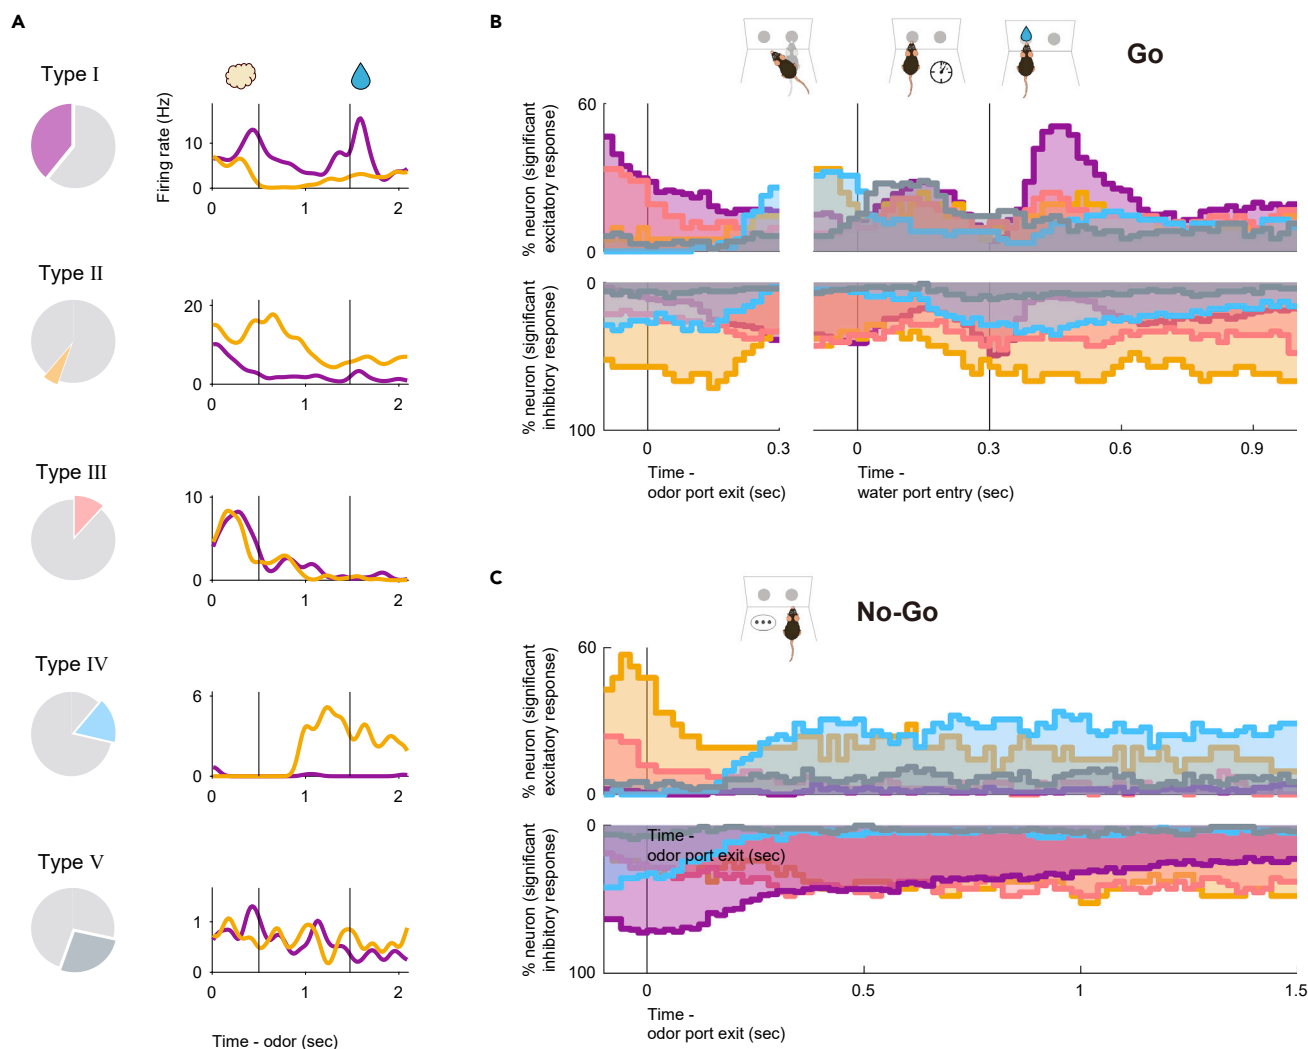 A
Type I
Firing rate (Hz)
10
0
0
1
2
Type II
20
10
0
0
1
2
Type III
10
0
0
1
2
Type IV
6
0
0
1
2
Type V
1
0
0
1
2
Time - odor (sec)
B
Go
% neuron (significant
excitatory response)
60
0
% neuron (significant
inhibitory response)
0
100
0
0.3
Time -
odor port exit (sec)
0
0.3
0.6
0.9
Time -
water port entry (sec)
C
No-Go
% neuron (significant
excitatory response)
60
0
% neuron (significant
inhibitory response)
0
100
Time -
odor port exit (sec)
0
0.5
1
1.5
Time -
odor port exit (sec)